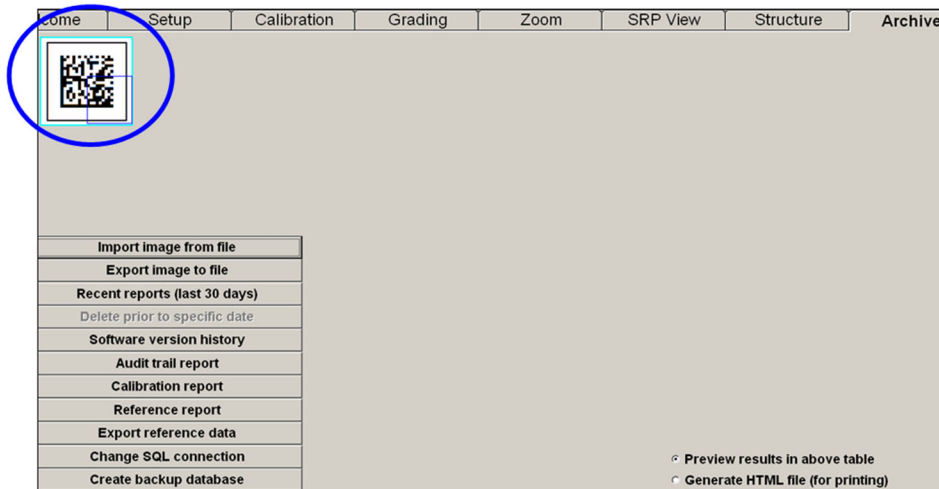 ome Setup Calibration Grading Zoom SRP View Structure Archive
Import image from file
Export image to file
Recent reports (last 30 days)
Delete prior to specific date
Software version history
Audit trail report
Calibration report
Reference report
Export reference data
Change SQL connection
Create backup database
Preview results in above table
Generate HTML file (for printing)